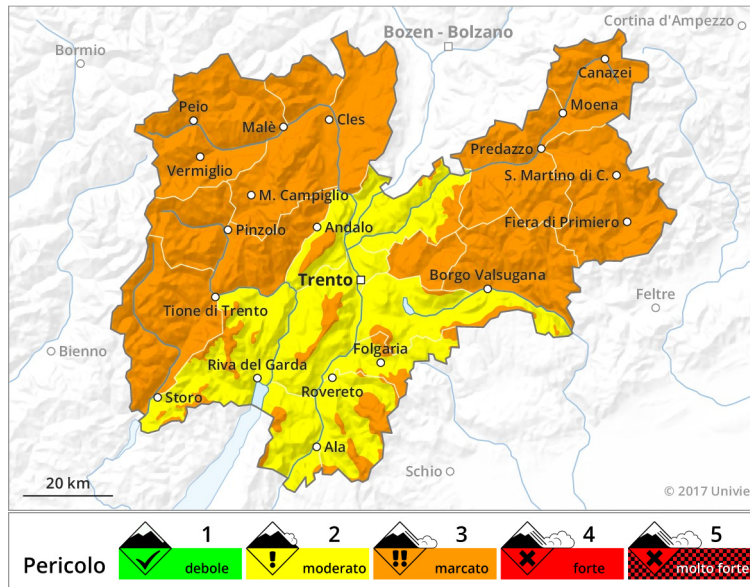 Cortina d'Ampezzo
Bozen - Bolzano
Bormio
Canazei
Peio
Moena
Malè
Cles
Predazzo
Vermiglio
S. Martino di C.
M. Campiglio
Fiera di Primiero
Pinzolo
Andalo
Trento
Borgo Valsugana
Feltre
Tione di Trento
Bienno
Folgaria
Riva del Garda
Rovereto
Storo
Ala
Schio
20 km
© 2017 Univie
1 2 3 4 5
! !!
Pericolo debole moderato marcato forte molto forte